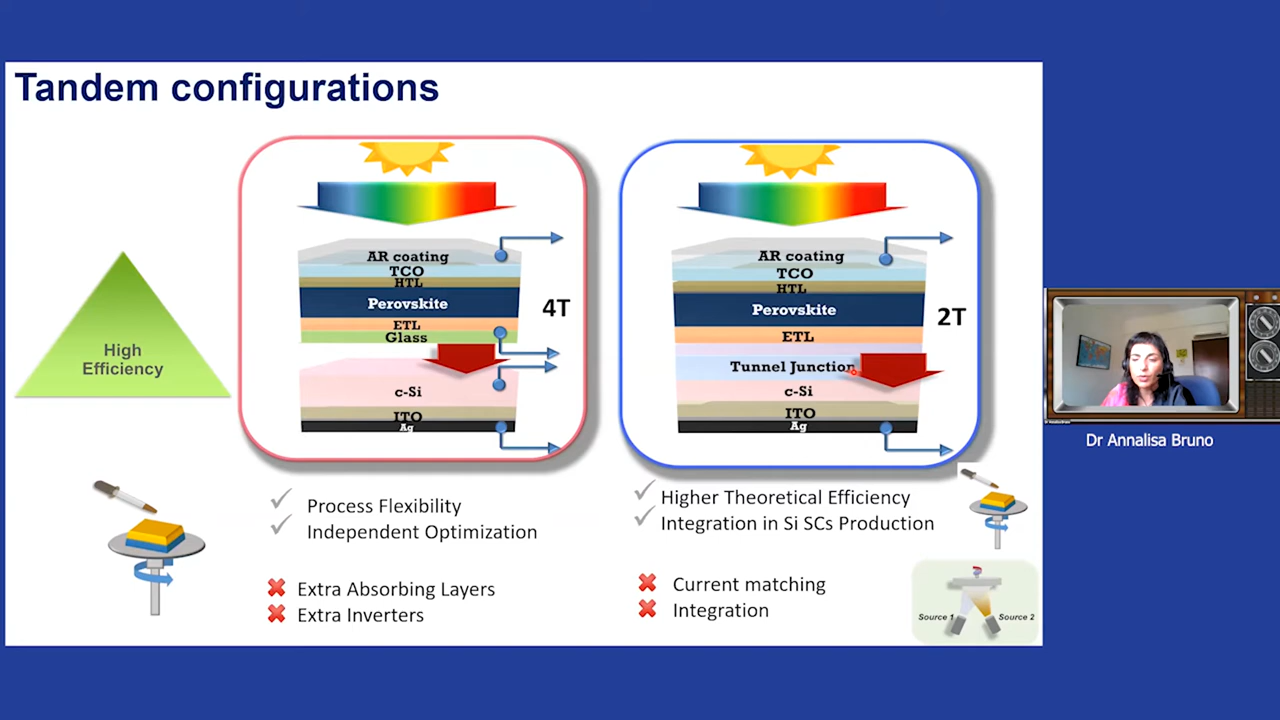 Tandem configurations
High
Efficiency
AR coating
TCO
HTL
Perovskite
ETL
Glass
c-Si
ITO
Ag
4T
AR coating
TCO
HTL
Perovskite
ETL
Tunnel Junction
c-Si
ITO
Ag
2T
Process Flexibility
Independent Optimization
Extra Absorbing Layers
Extra Inverters
Higher Theoretical Efficiency
Integration in Si SCs Production
Current matching
Integration
Source 1
Source 2
Dr Annalisa Bruno